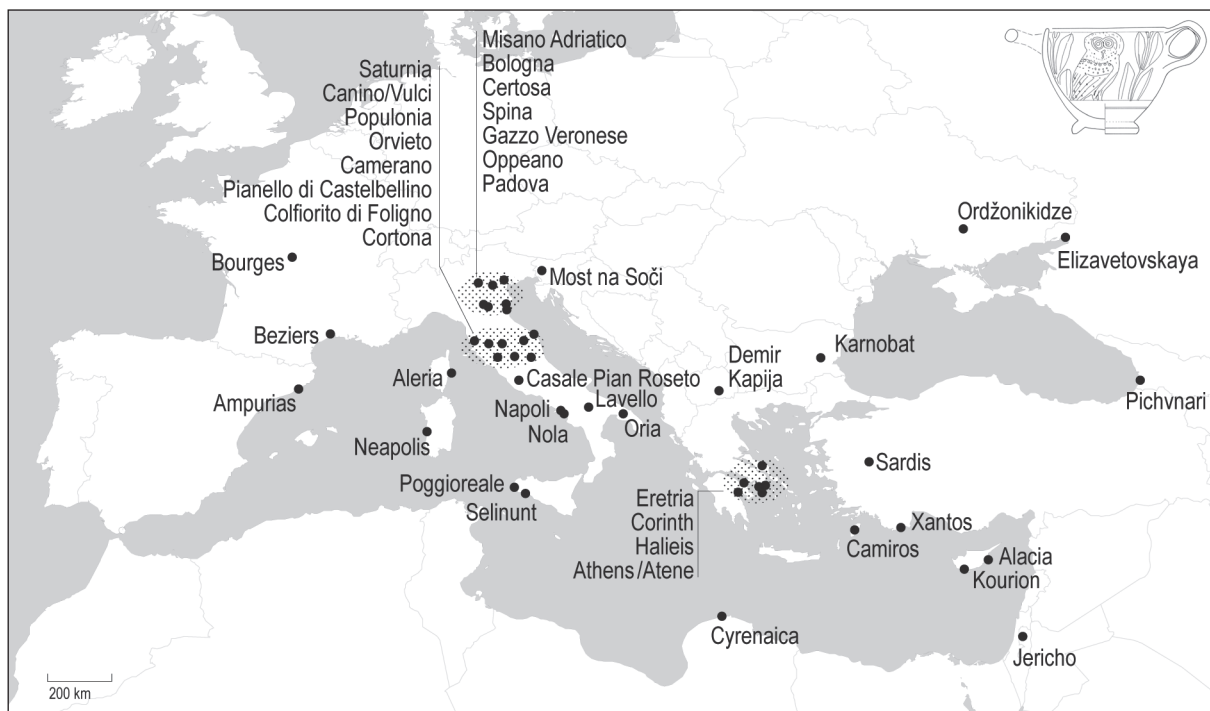 Misano Adriatico
Bologna
Certosa
Spina
Gazzo Veronese
Oppeano
Padova
Saturnia
Canino/Vulci
Populonia
Orvieto
Camerano
Pianello di Castelbellino
Colfiorito di Foligno
Cortona
Ordžonikidze
Elizavetovskaya
Bourges
Most na Soči
Beziers
Karnobat
Demir
Kapija
Aleria
Casale Pian Roseto
Lavello
Ampurias
Napoli
Nola
Oria
Pichvnari
Neapolis
Sardis
Poggioreale
Selinunt
Eretria
Corinth
Halieis
Athens/Atene
Xantos
Camiros
Alacia
Kourion
Cyrenaica
Jericho
200 km